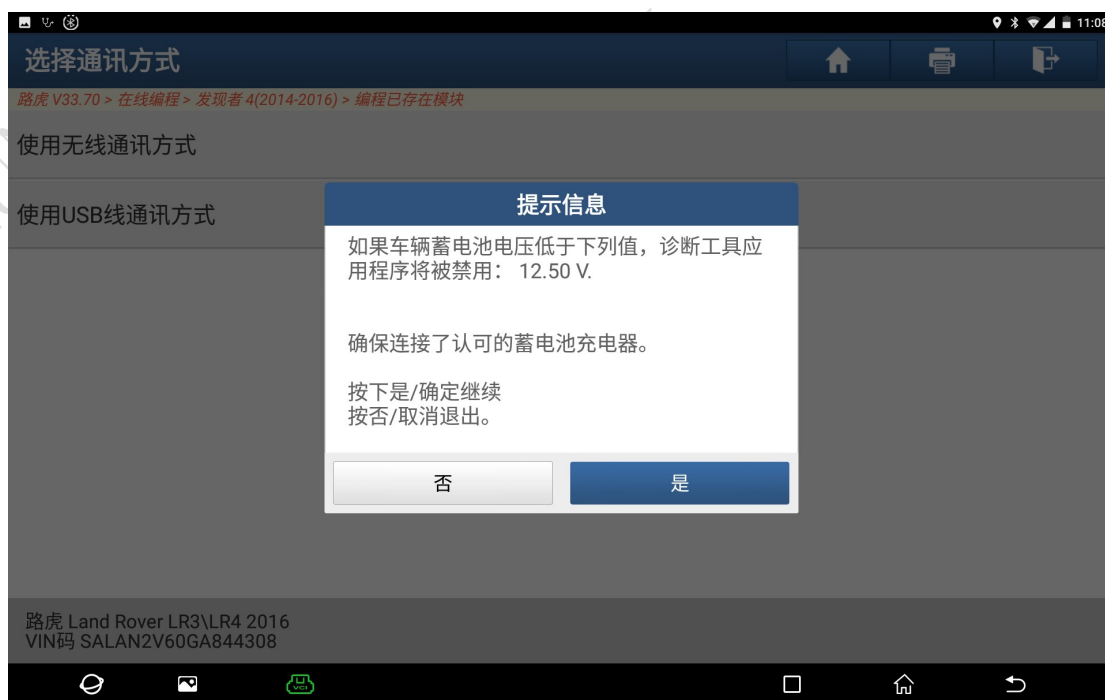 11:08
选择通讯方式
路虎 V33.70 > 在线编程 > 发现者 4(2014-2016) > 编程已存在模块
使用无线通讯方式
使用USB线通讯方式
提示信息
如果车辆蓄电池电压低于下列值，诊断工具应
用程序将被禁用： 12.50 V.
确保连接了认可的蓄电池充电器。
按下是/确定继续
按否/取消退出。
否
是
路虎 Land Rover LR3\LR4 2016
VIN码 SALAN2V60GA844308
VCI